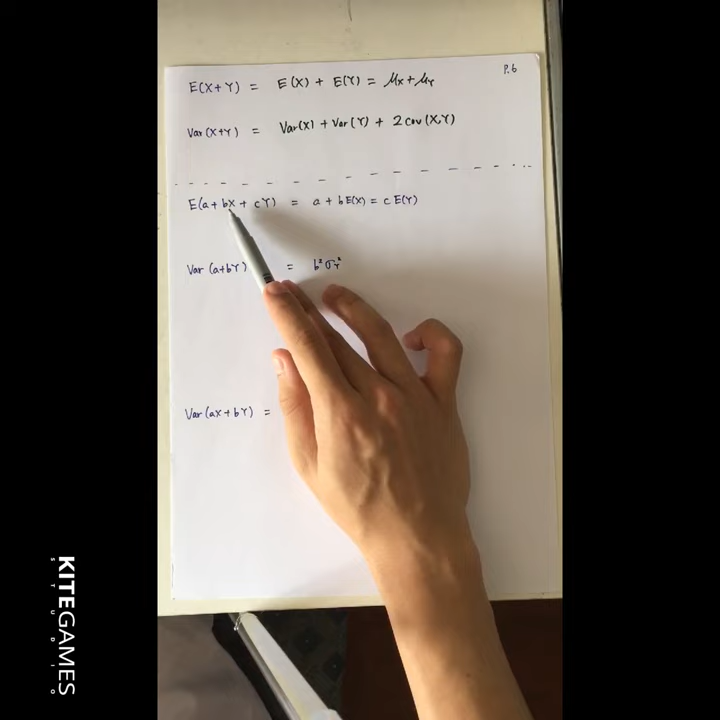 P.6
E(X+Y) = E(X) + E(Y) = μx + μY
Var(X+Y) = Var(X) + Var(Y) + 2cov(X,Y)
E(a+bX+cY) = a + bE(X) = cE(Y)
Var(a+bY) = b²σY²
Var(aX+bY) =
KITEGAMES
STUDIO